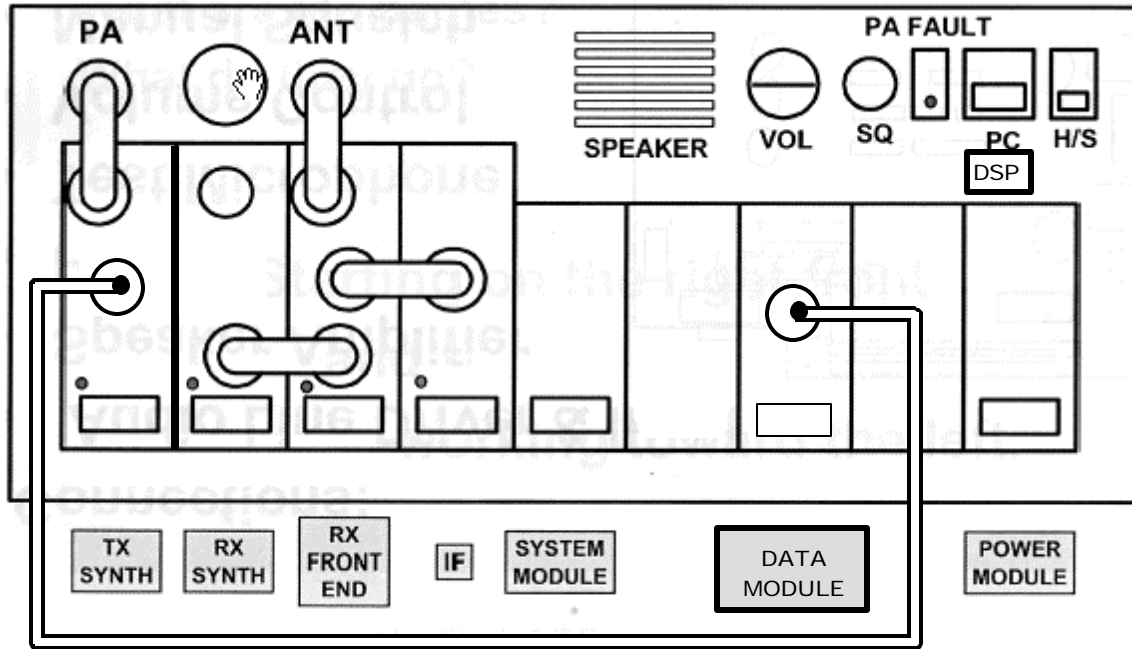 PA
ANT
PA FAULT
SPEAKER
VOL
SQ
PC
H/S
DSP
TX
SYNTH
RX
SYNTH
RX
FRONT
END
IF
SYSTEM
MODULE
DATA
MODULE
POWER
MODULE